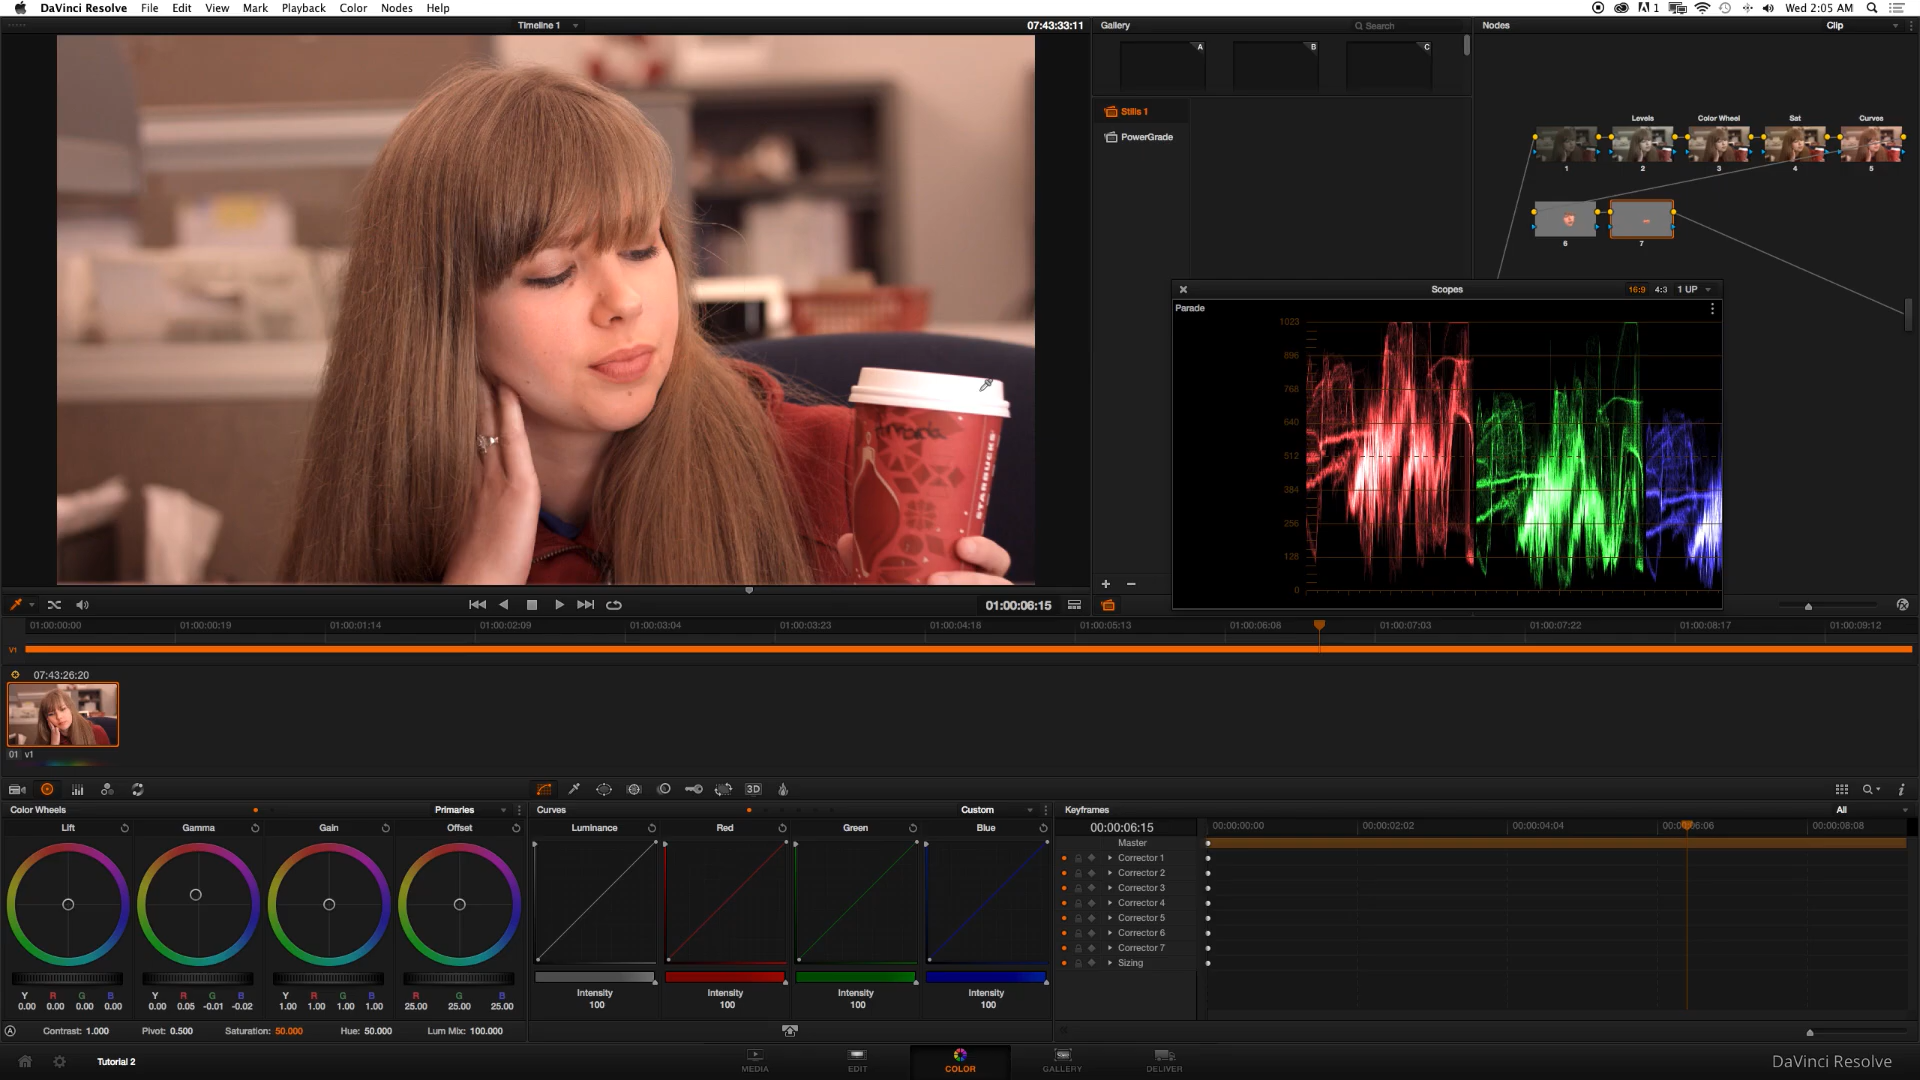 DaVinci Resolve File Edit View Mark Playback Color Nodes Help 1 Wed 2:05 AM
Timeline 1 07:43:33:11 Gallery Search Nodes Clip
A B C
Stills 1
PowerGrade
Levels Color Wheel Sat Curves
1 2 3 4 5
6 7
Scopes 16:9 4:3 1 UP
Parade
1023
896
768
640
512
384
256
128
0
STARBUCKS
01:00:06:15
01:00:00:00 01:00:00:19 01:00:01:14 01:00:02:09 01:00:03:04 01:00:03:23 01:00:04:18 01:00:05:13 01:00:06:08 01:00:07:03 01:00:07:22 01:00:08:17 01:00:09:12
V1
07:43:26:20
01 V1
3D
Color Wheels Primaries Curves Custom Keyframes All
Lift Gamma Gain Offset Luminance Red Green Blue
00:00:06:15 00:00:00:00 00:00:02:02 00:00:04:04 00:00:06:06 00:00:08:08
Master
Corrector 1
Corrector 2
Corrector 3
Corrector 4
Corrector 5
Corrector 6
Corrector 7
Sizing
Y R G B Y R G B Y R G B R G B
0.00 0.00 0.00 0.00 0.00 0.05 -0.01 -0.02 1.00 1.00 1.00 1.00 25.00 25.00 25.00
Intensity Intensity Intensity Intensity
100 100 100 100
A Contrast: 1.000 Pivot: 0.500 Saturation: 50.000 Hue: 50.000 Lum Mix: 100.000
Tutorial 2 MEDIA EDIT COLOR GALLERY DELIVER DaVinci Resolve